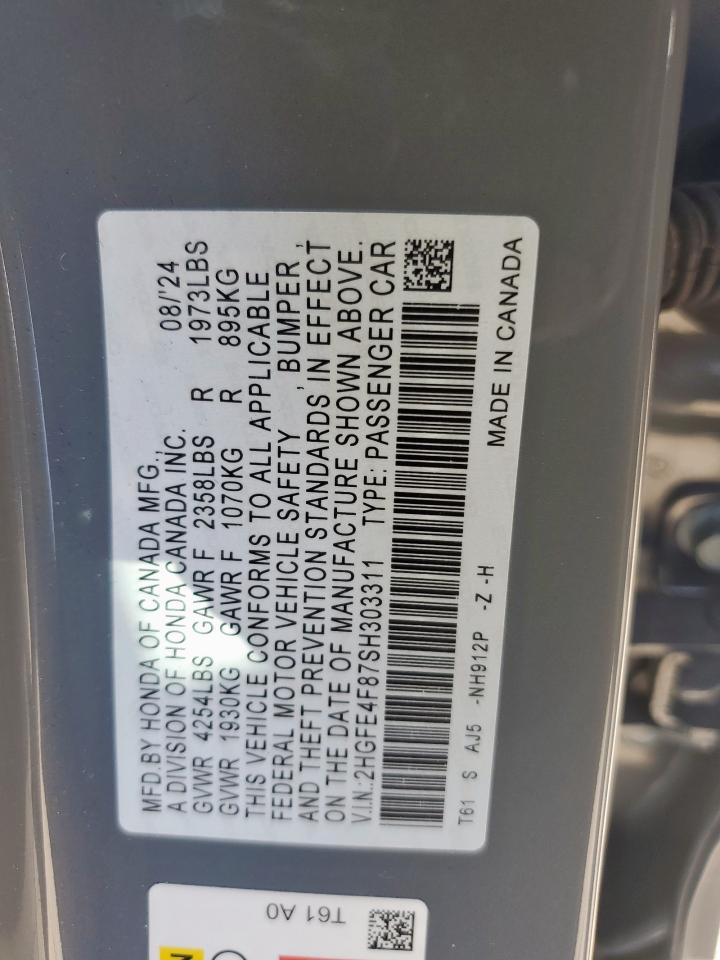 MFD.BY HONDA OF CANADA MFG., 08/'24
A DIVISION OF HONDA CANADA INC.
GVWR 4254LBS GAWR F 2358LBS R 1973LBS
GVWR 1930KG GAWR F 1070KG R 895KG
THIS VEHICLE CONFORMS TO ALL APPLICABLE
FEDERAL MOTOR VEHICLE SAFETY , BUMPER ,
AND THEFT PREVENTION STANDARDS IN EFFECT
ON THE DATE OF MANUFACTURE SHOWN ABOVE.
V.I.N.:2HGFE4F87SH303311 TYPE: PASSENGER CAR
T61 S AJ5 -NH912P -Z -H MADE IN CANADA
T61 A0